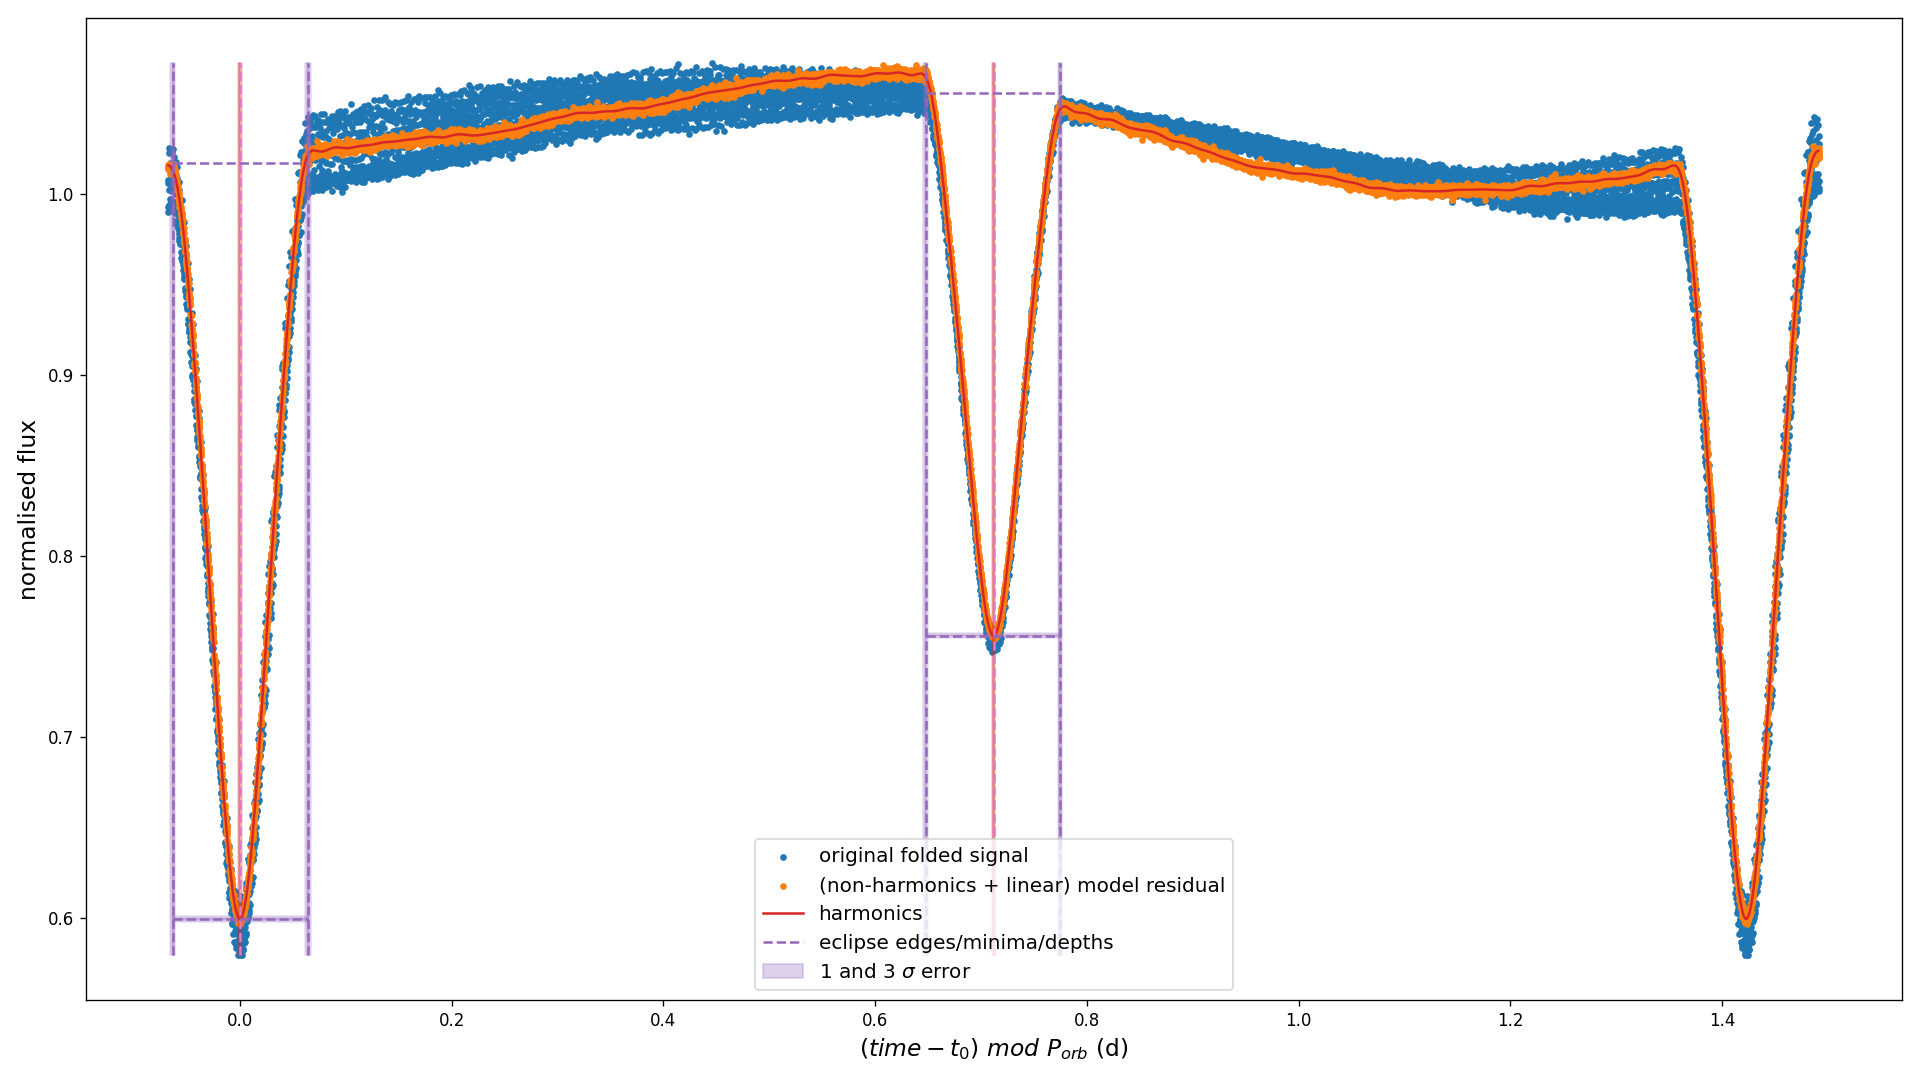 normalised flux
1.0
0.9
0.8
0.7
0.6
original folded signal
(non-harmonics + linear) model residual
harmonics
eclipse edges/minima/depths
1 and 3 σ error
0.0 0.2 0.4 0.6 0.8 1.0 1.2 1.4
(time − t₀) mod Pₒᵣb (d)